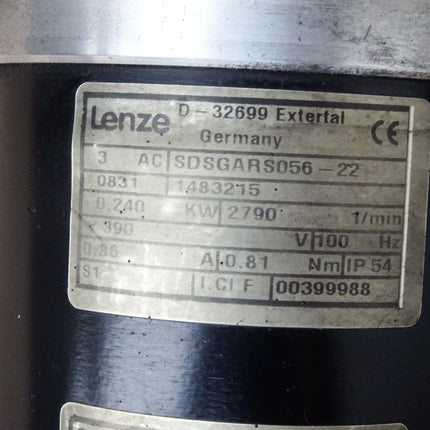 Lenze D-32699 Extertal
Germany CE
3 AC SDSGARS056-22
0831 1483215
0.240 KW 2790 1/min
390 V 100 Hz
0.86 A 0.81 Nm IP 54
S1 I.Cl F 00399988